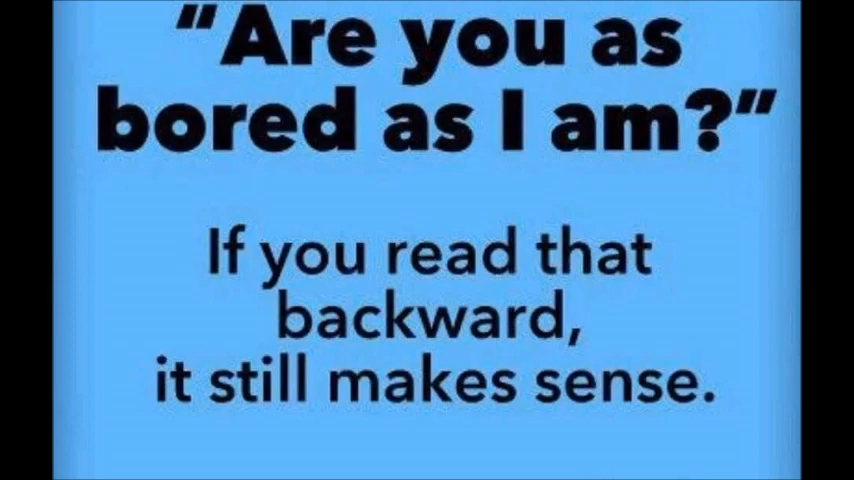 "Are you as
bored as I am?"
If you read that
backward,
it still makes sense.